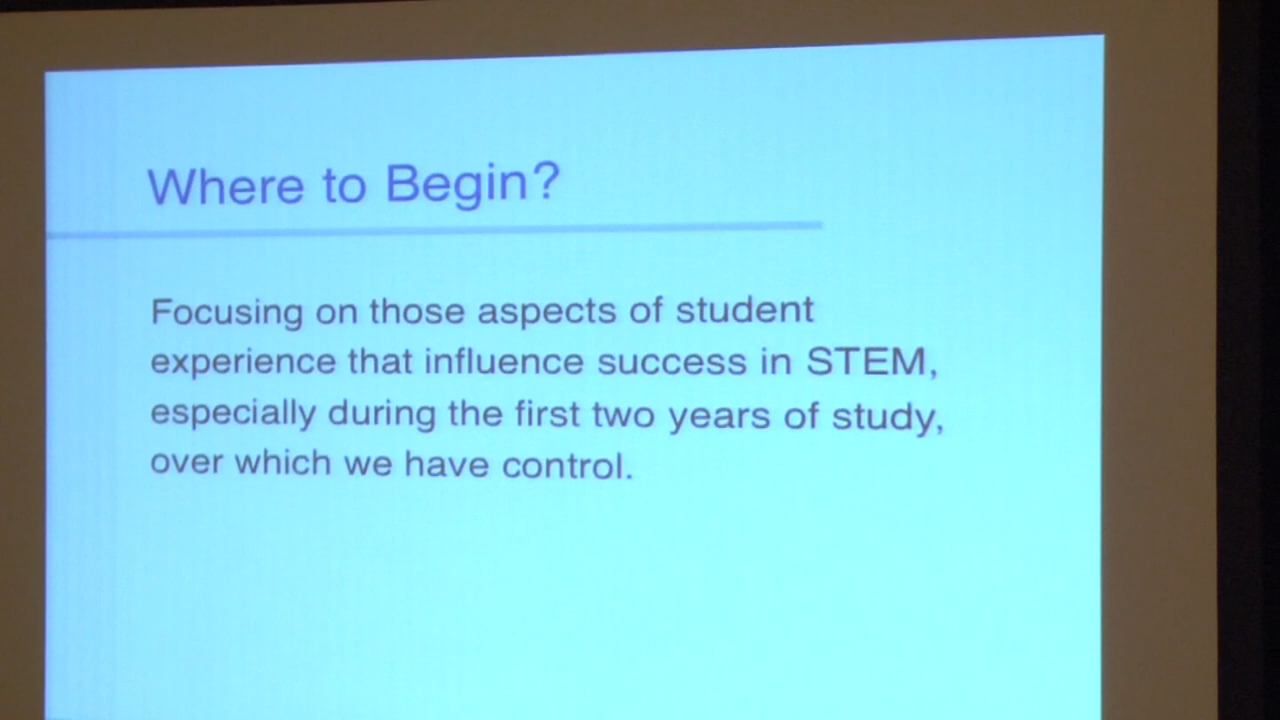 Where to Begin?
Focusing on those aspects of student
experience that influence success in STEM,
especially during the first two years of study,
over which we have control.